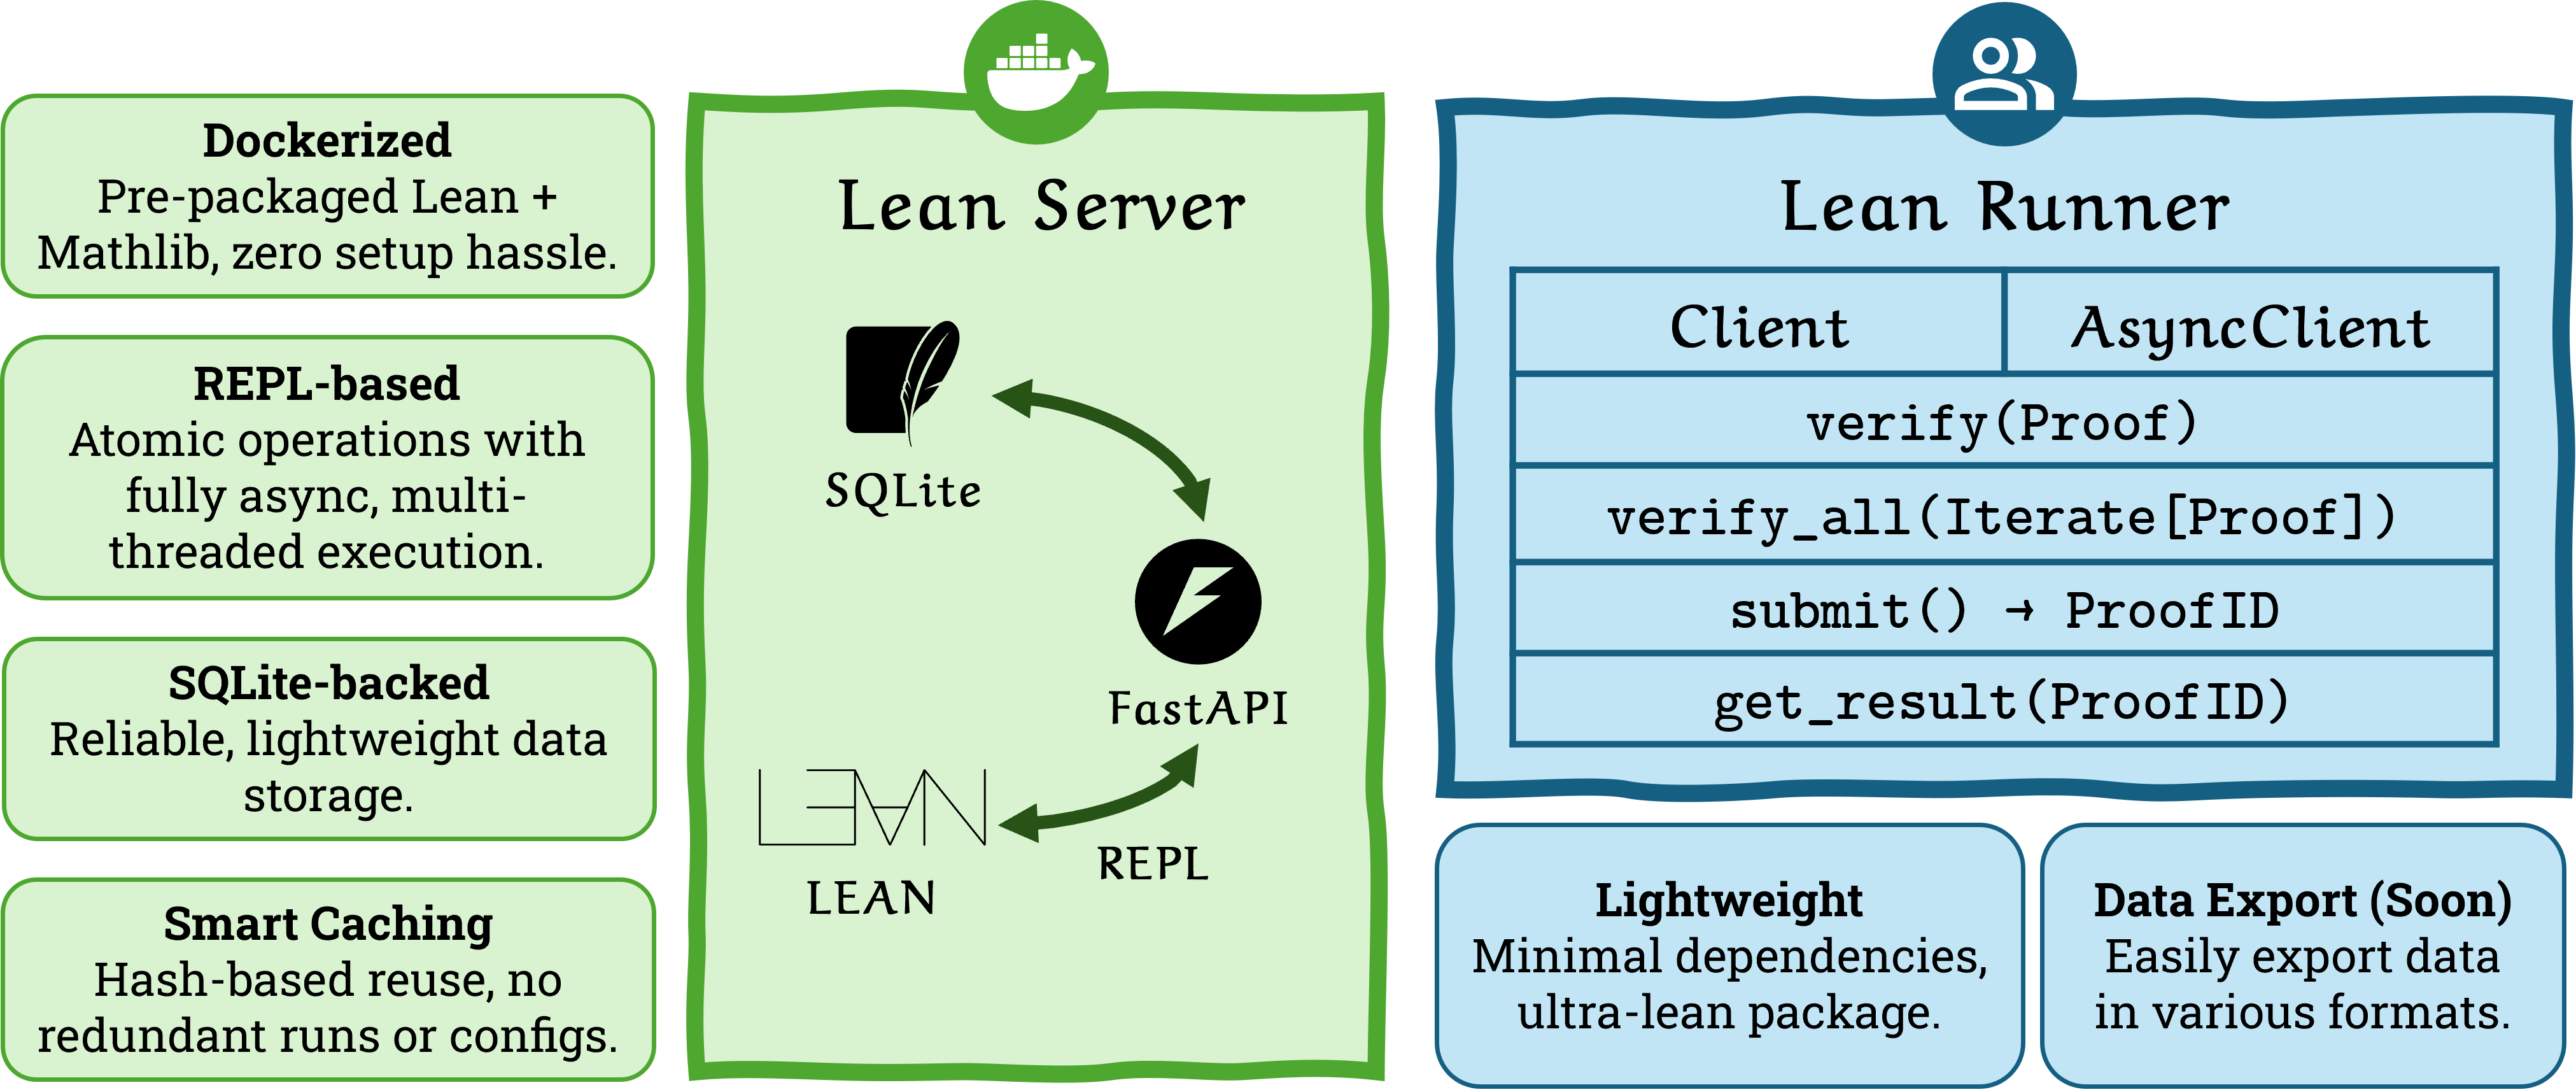 Dockerized
Pre-packaged Lean +
Mathlib, zero setup hassle.
REPL-based
Atomic operations with
fully async, multi-
threaded execution.
SQLite-backed
Reliable, lightweight data
storage.
Smart Caching
Hash-based reuse, no
redundant runs or configs.
Lean Server
SQLite
FastAPI
LEAN
REPL
LEAN
Lean Runner
Client
AsyncClient
verify(Proof)
verify_all(Iterate[Proof])
submit() → ProofID
get_result(ProofID)
Lightweight
Minimal dependencies,
ultra-lean package.
Data Export (Soon)
Easily export data
in various formats.